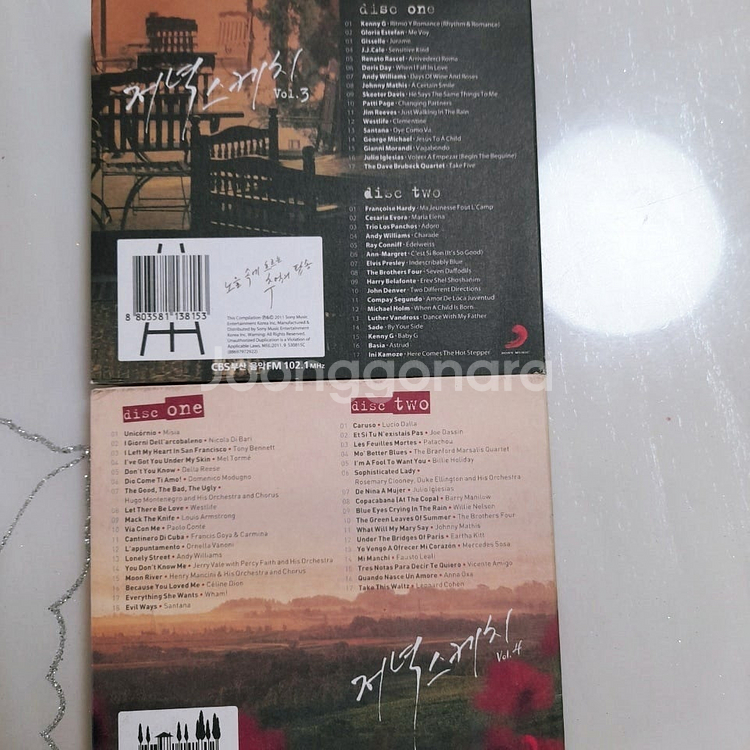 disc one
01 Kenny G · Ritmo Y Romance (Rhythm & Romance)
02 Gloria Estefan · Me Voy
03 Gissella · Jurame
04 J.J.Cale · Sensitive Kind
05 Renato Rascel · Arrivederci Roma
06 Doris Day · When I Fall In Love
07 Andy Williams · Days Of Wine And Roses
08 Johnny Mathis · A Certain Smile
09 Skeeter Davis · He Says The Same Things To Me
10 Patti Page · Changing Partners
11 Jim Reeves · Just Walking In The Rain
12 Westlife · Clementine
13 Santana · Oye Como Va
14 George Michael · Jesus To A Child
15 Gianni Morandi · Vagabondo
16 Julio Iglesias · Volver A Empezar (Begin The Beguine)
17 The Dave Brubeck Quartet · Take Five
저녁스케치
Vol.3
disc two
01 Françoise Hardy · Ma Jeunesse Fout L'Camp
02 Cesaria Evora · Maria Elena
03 Trio Los Panchos · Adoro
04 Andy Williams · Charade
05 Ray Conniff · Edelweiss
06 Ann-Margret · C'est Si Bon (It's So Good)
07 Elvis Presley · Indescribably Blue
08 The Brothers Four · Seven Daffodils
09 Harry Belafonte · Erev Shel Shoshanim
10 John Denver · Two Different Directions
11 Compay Segundo · Amor De Loca Juventud
12 Michael Holm · When A Child Is Born
13 Luther Vandross · Dance With My Father
14 Sade · By Your Side
15 Kenny G · Baby G
16 Basia · Astrud
17 Ini Kamoze · Here Comes The Hot Stepper
노을 속에 흐르는
추억의 팝송
8 803581 138153
CBS부산 음악FM 102.1 MHz
Joonggonara
disc one
01 Unicórnio • Misia
02 I Giorni Dell'arcobaleno • Nicola Di Bari
03 I Left My Heart In San Francisco • Tony Bennett
04 I've Got You Under My Skin • Mel Tormé
05 Don't You Know • Della Reese
06 Dio Come Ti Amo! • Domenico Modugno
07 The Good, The Bad, The Ugly •
Hugo Montenegro and His Orchestra and Chorus
08 Let There Be Love • Westlife
09 Mack The Knife • Louis Armstrong
10 Via Con Me • Paolo Conte
11 Cantinero Di Cuba • Francis Goya & Carmina
12 L'appuntamento • Ornella Vanoni
13 Lonely Street • Andy Williams
14 You Don't Know Me • Jerry Vale with Percy Faith and His Orchestra
15 Moon River • Henry Mancini & His Orchestra and Chorus
16 Because You Loved Me • Céline Dion
17 Everything She Wants • Wham!
18 Evil Ways • Santana
disc two
01 Caruso • Lucio Dalla
02 Et Si Tu N'existais Pas • Joe Dassin
03 Les Feuilles Mortes • Patachou
04 Mo' Better Blues • The Branford Marsalis Quartet
05 I'm A Fool To Want You • Billie Holiday
06 Sophisticated Lady •
Rosemary Clooney, Duke Ellington and His Orchestra
07 De Nina A Mujer • Julio Iglesias
08 Copacabana (At The Copa) • Barry Manilow
09 Blue Eyes Crying In The Rain • Willie Nelson
10 The Green Leaves Of Summer • The Brothers Four
11 What Will My Mary Say • Johnny Mathis
12 Under The Bridges Of Paris • Eartha Kitt
13 Yo Vengo A Ofrecer Mi Corazón • Mercedes Sosa
14 Mi Manchi • Fausto Leali
15 Tres Notas Para Decir Te Quiero • Vicente Amigo
16 Quando Nasce Un Amore • Anna Oxa
17 Take This Waltz • Leonard Cohen
저녁스케치
Vol.4